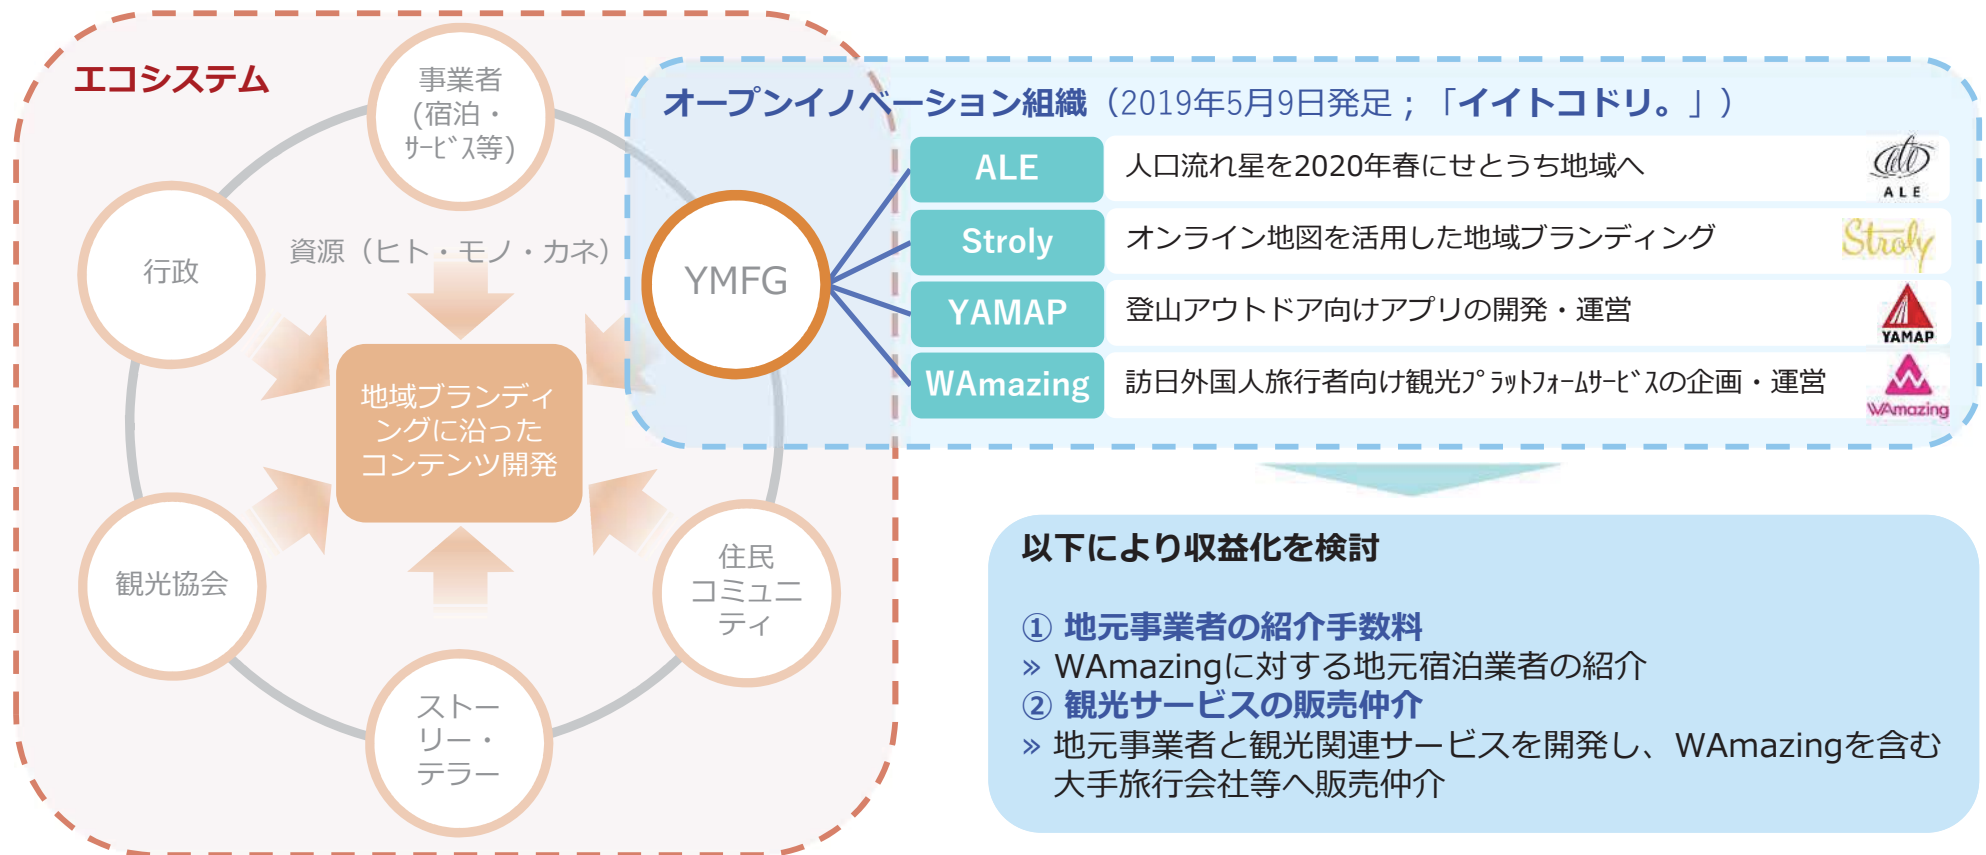 エコシステム
事業者
(宿泊・
ｻｰﾋﾞｽ等)
行政
資源（ヒト・モノ・カネ）
YMFG
地域ブランディ
ングに沿った
コンテンツ開発
観光協会
住民
コミュニ
ティ
ストー
リー・
テラー
オープンイノベーション組織（2019年5月9日発足；「イイトコドリ。」）
ALE
人口流れ星を2020年春にせとうち地域へ
ALE
Stroly
オンライン地図を活用した地域ブランディング
Stroly
YAMAP
登山アウトドア向けアプリの開発・運営
YAMAP
WAmazing
訪日外国人旅行者向け観光ﾌﾟﾗｯﾄﾌｫｰﾑｻｰﾋﾞｽの企画・運営
WAmazing
以下により収益化を検討
① 地元事業者の紹介手数料
» WAmazingに対する地元宿泊業者の紹介
② 観光サービスの販売仲介
» 地元事業者と観光関連サービスを開発し、WAmazingを含む
大手旅行会社等へ販売仲介